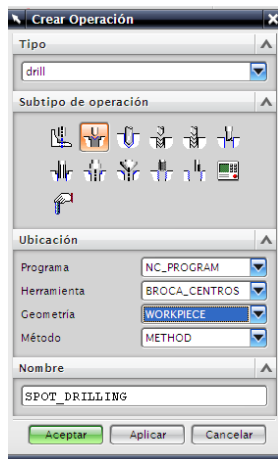 Crear Operación
Tipo
drill
Subtipo de operación
Ubicación
Programa NC_PROGRAM
Herramienta BROCA_CENTROS
Geometría WORKPIECE
Método METHOD
Nombre
SPOT_DRILLING
Aceptar Aplicar Cancelar